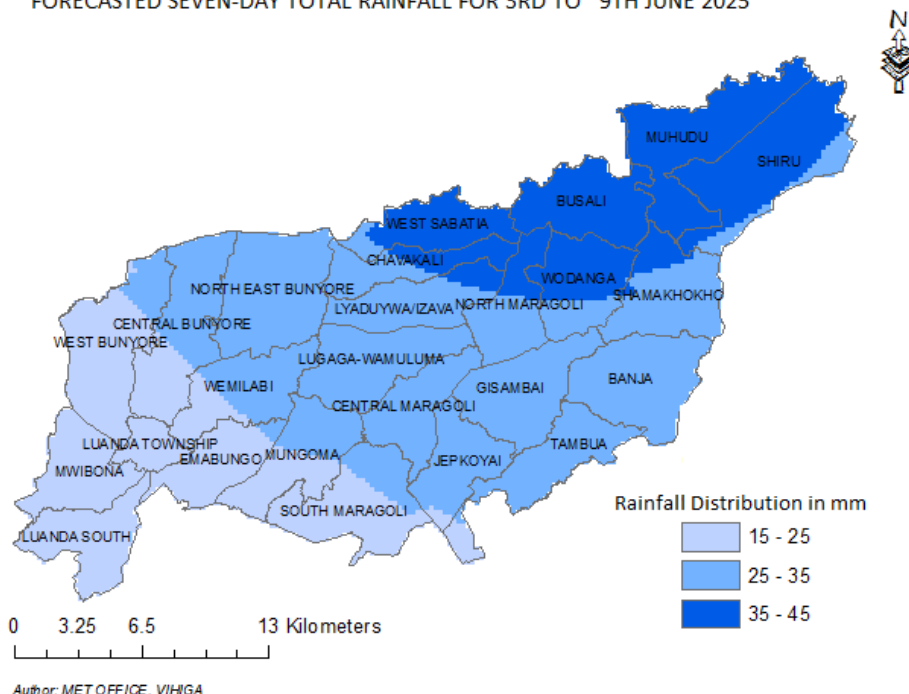 FORECASTED SEVEN-DAY TOTAL RAINFALL FOR 3RD TO 9TH JUNE 2025
N
MUHUDU
SHIRU
BUSALI
WEST SABATIA
CHAVAKALI
WODANGA
NORTH EAST BUNYORE
SHAMAKHOKHO
LYADUYWA/IZAVA
NORTH MARAGOLI
CENTRAL BUNYORE
WEST BUNYORE
LUGAGA-WAMULUMA
WEMILABI
GISAMBAI
BANJA
CENTRAL MARAGOLI
LUANDA TOWNSHIP
TAMBUA
EMABUNGO
MUNGOMA
JEPKOYAI
MWIBONA
SOUTH MARAGOLI
LUANDA SOUTH
Rainfall Distribution in mm
15 - 25
25 - 35
35 - 45
0 3.25 6.5 13 Kilometers
Author: MET OFFICE, VIHIGA